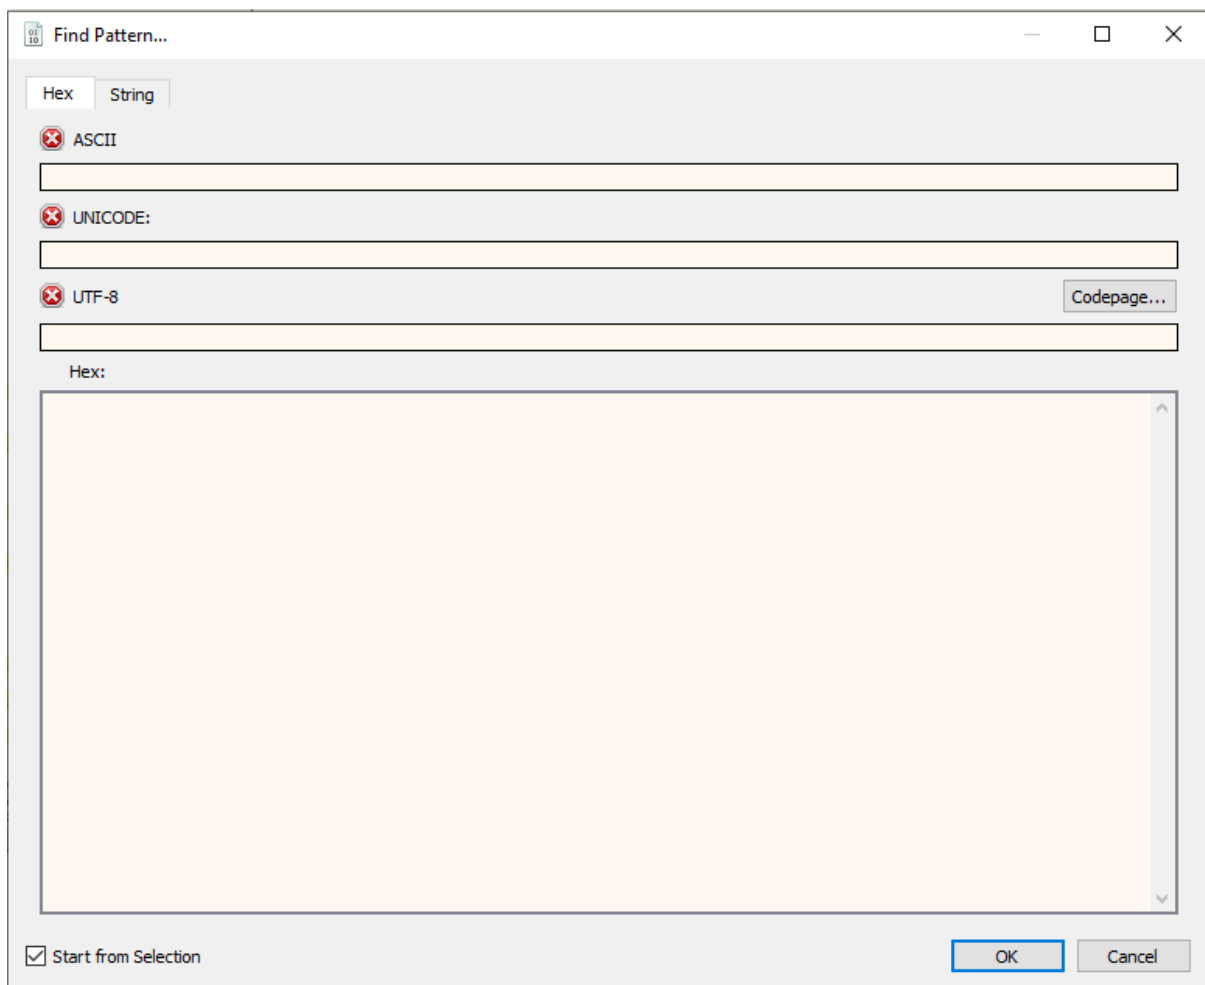 Find Pattern...
Hex String
ASCII
UNICODE:
UTF-8 Codepage...
Hex:
Start from Selection OK Cancel